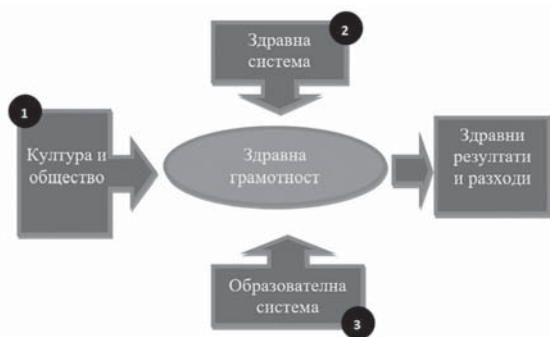 2
Здравна
система
1
Култура и
общество
Здравна
грамотност
Здравни
резултати
и разходи
Образователна
система
3